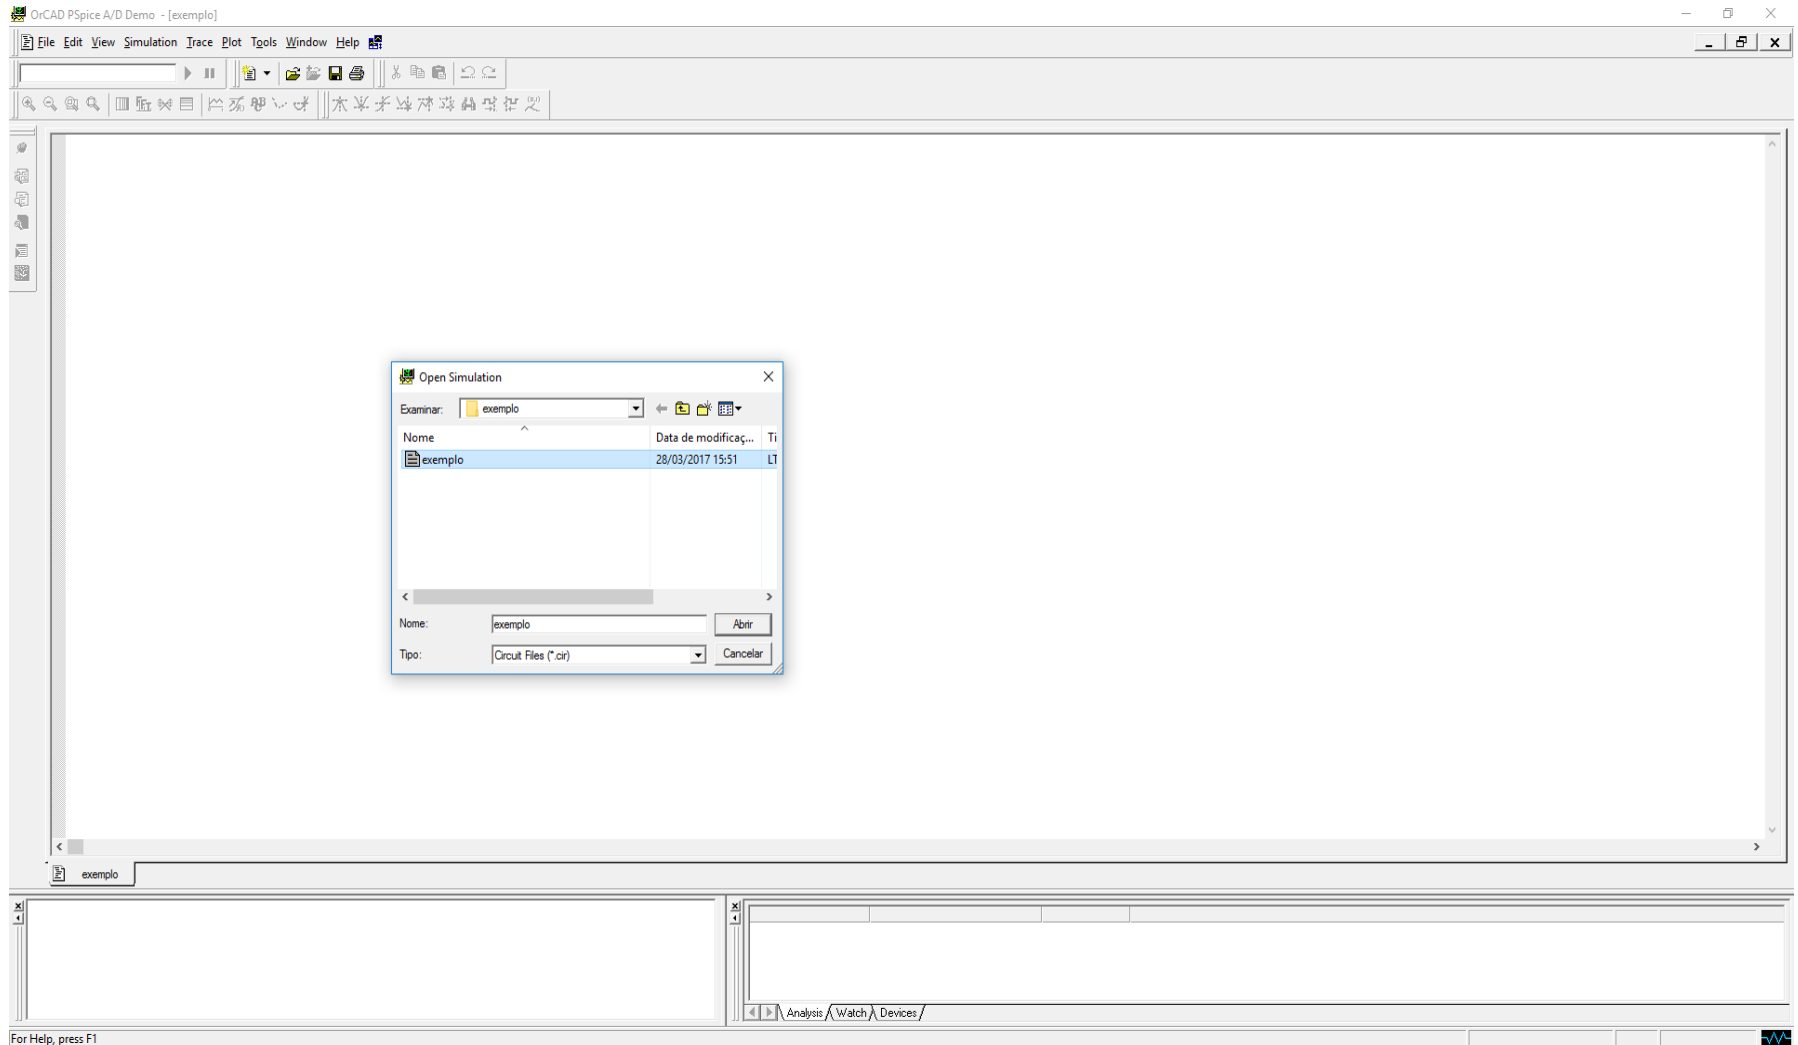 OrCAD PSpice A/D Demo - [exemplo]
File Edit View Simulation Trace Plot Tools Window Help
Open Simulation
Examinar: exemplo
Nome Data de modificaç... Ti
exemplo 28/03/2017 15:51 LT
Nome: exemplo Abrir
Tipo: Circuit Files (*.cir) Cancelar
exemplo
Analysis Watch Devices
For Help, press F1